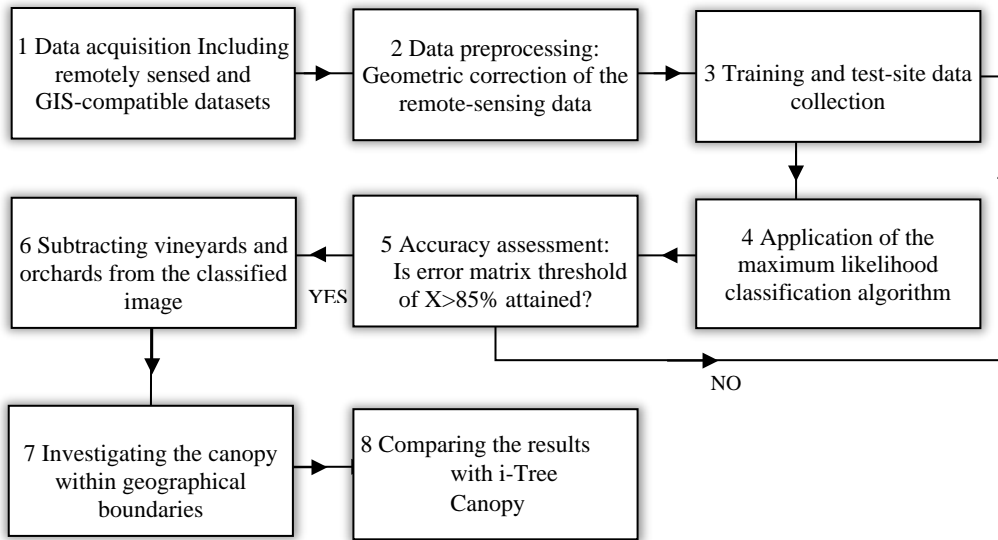 1 Data acquisition Including
remotely sensed and
GIS-compatible datasets
2 Data preprocessing:
Geometric correction of the
remote-sensing data
3 Training and test-site data
collection
4 Application of the
maximum likelihood
classification algorithm
5 Accuracy assessment:
Is error matrix threshold
of X>85% attained?
YES
NO
6 Subtracting vineyards and
orchards from the classified
image
7 Investigating the canopy
within geographical
boundaries
8 Comparing the results
with i-Tree
Canopy